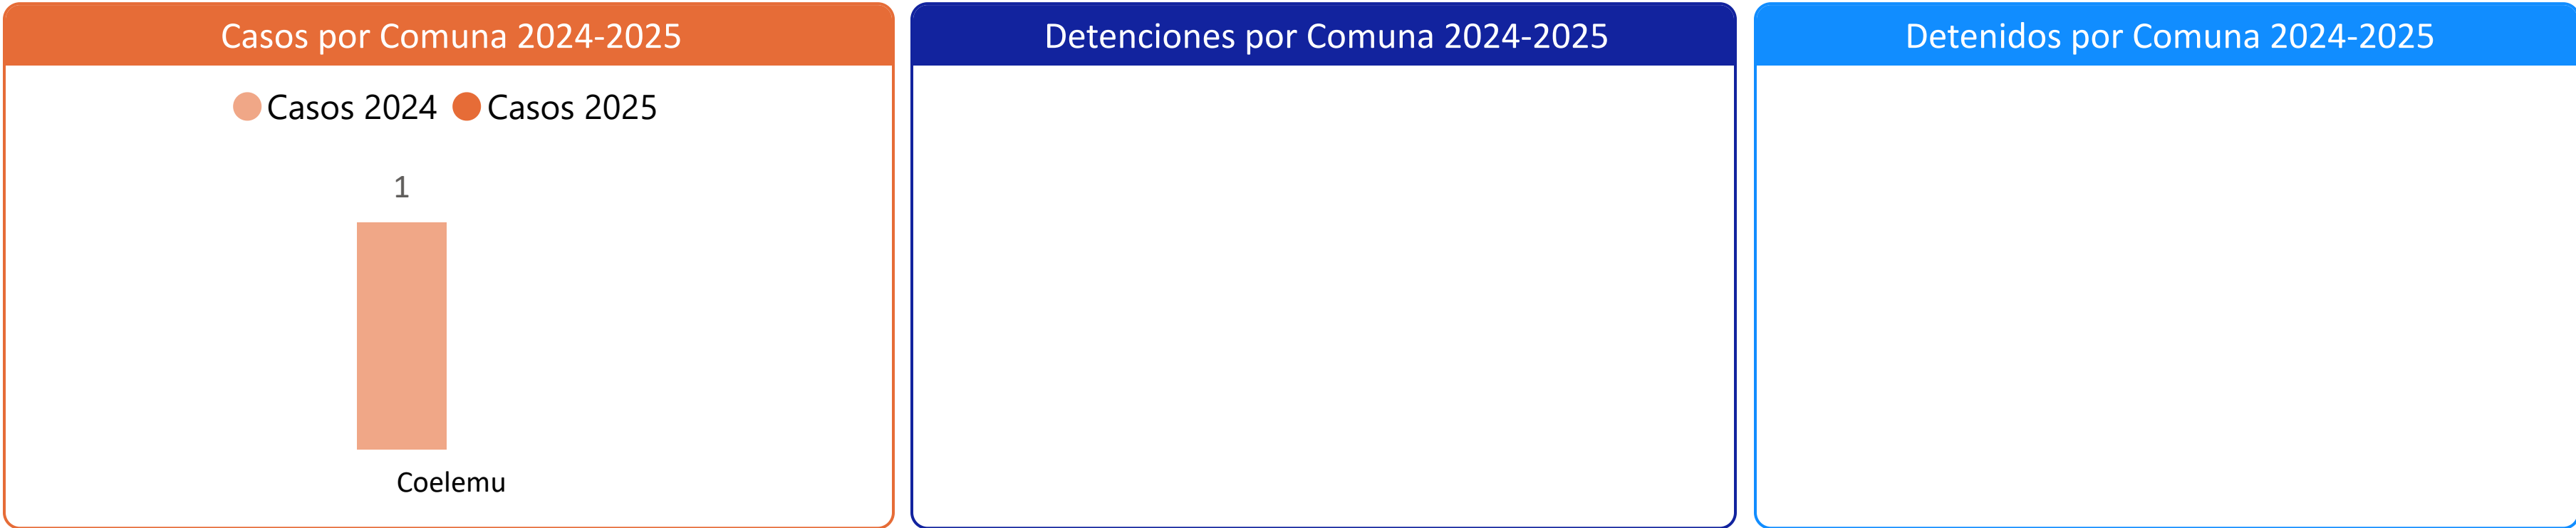 Casos por Comuna 2024-2025
Casos 2024 Casos 2025
1
Coelemu
Detenciones por Comuna 2024-2025
Detenidos por Comuna 2024-2025